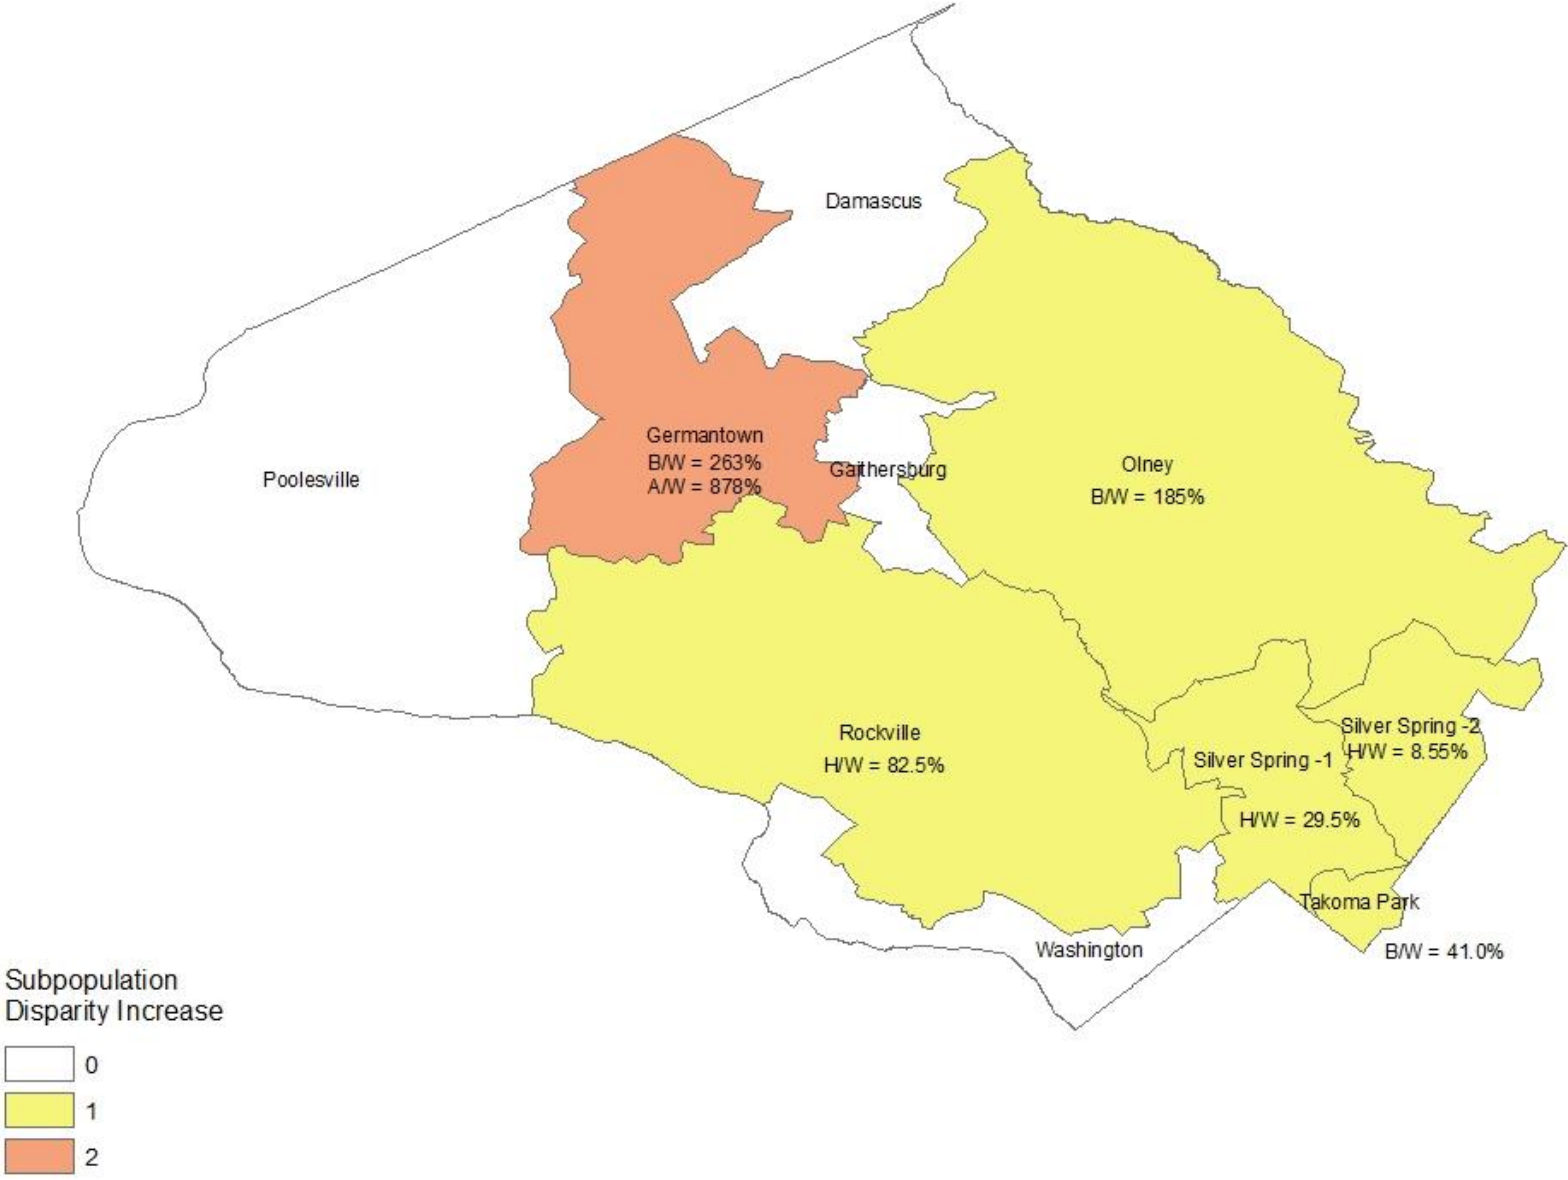 Damascus
Germantown
B/W = 263%
A/W = 878%
Gaithersburg
Olney
B/W = 185%
Poolesville
Rockville
H/W = 82.5%
Silver Spring -2
H/W = 8.55%
Silver Spring -1
H/W = 29.5%
Takoma Park
B/W = 41.0%
Washington
Subpopulation
Disparity Increase
0
1
2